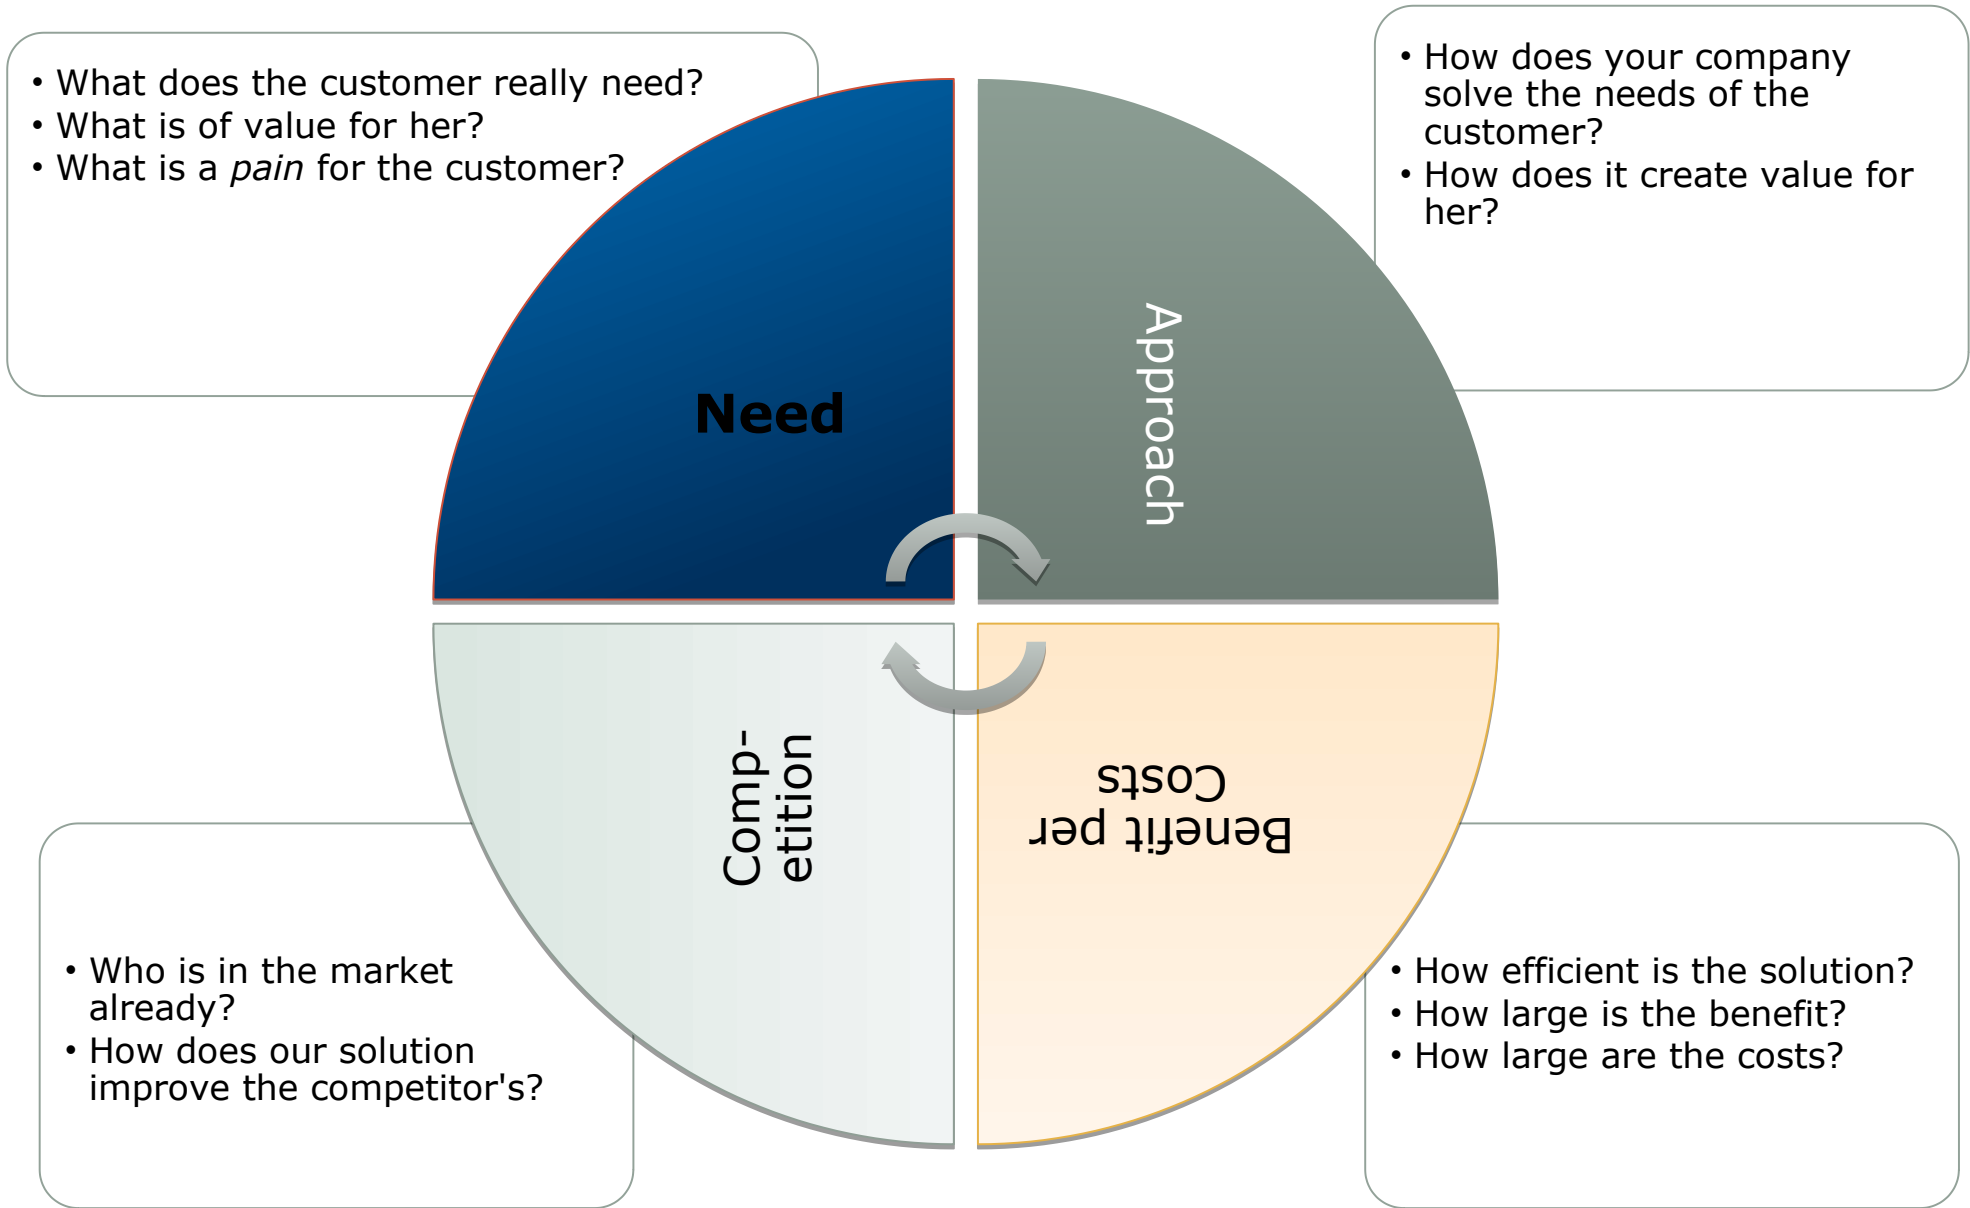 • What does the customer really need?
• What is of value for her?
• What is a pain for the customer?
Need
• How does your company
solve the needs of the
customer?
• How does it create value for
her?
Approach
Benefit per
Costs
• How efficient is the solution?
• How large is the benefit?
• How large are the costs?
Comp-
etition
• Who is in the market
already?
• How does our solution
improve the competitor's?